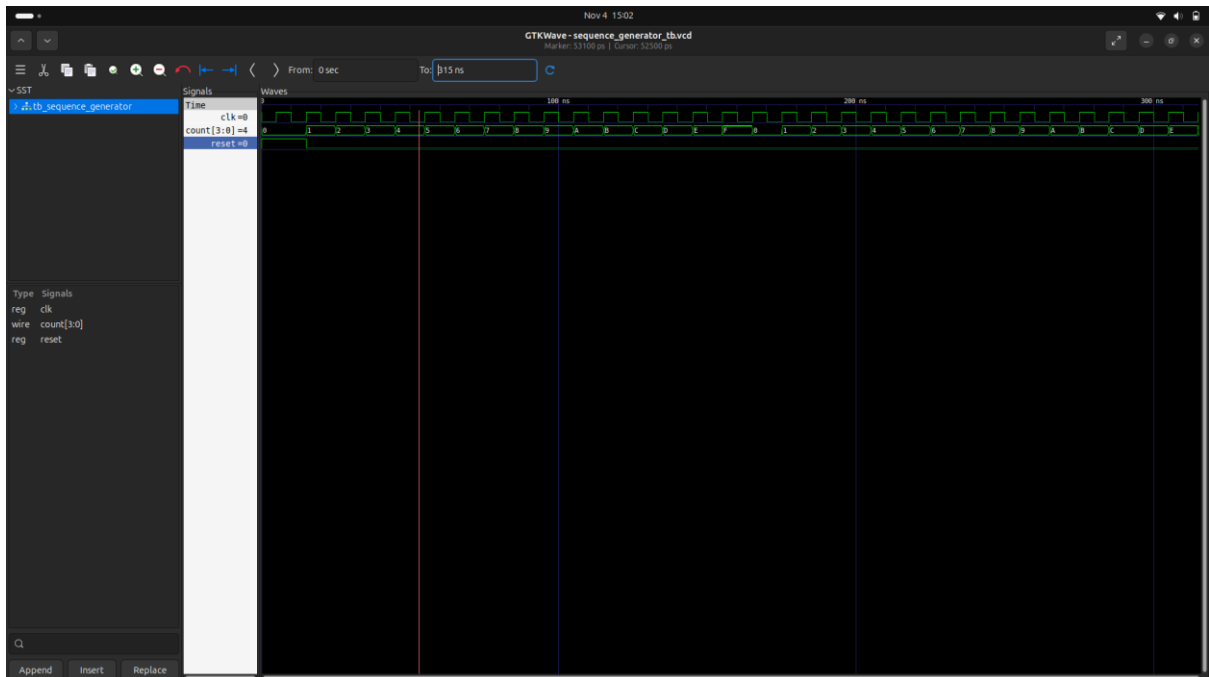 Nov 4 15:02
GTKWave - sequence_generator_tb.vcd
Marker: 53100 ps | Cursor: 52500 ps
From: 0 sec To: 315 ns
SST
tb_sequence_generator
Signals
Waves
Time
100 ns 200 ns 300 ns
clk=0
count[3:0]=4 0 1 2 3 4 5 6 7 8 9 A B C D E F 0 1 2 3 4 5 6 7 8 9 A B C D E
reset=0
Type Signals
reg clk
wire count[3:0]
reg reset
Append Insert Replace